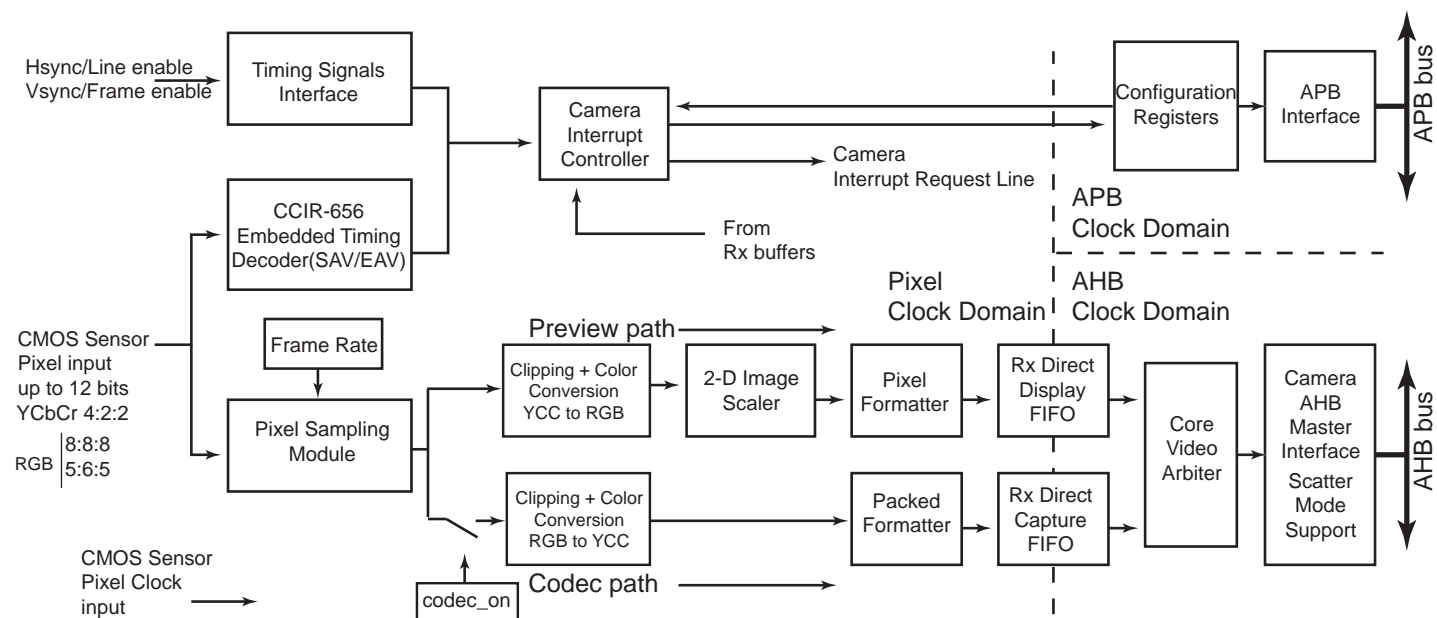 Hsync/Line enable
Vsync/Frame enable
Timing Signals
Interface
Camera
Interrupt
Controller
Configuration
Registers
APB
Interface
APB bus
Camera
Interrupt Request Line
CCIR-656
Embedded Timing
Decoder(SAV/EAV)
From
Rx buffers
APB
Clock Domain
Pixel
Clock Domain
AHB
Clock Domain
CMOS Sensor
Pixel input
up to 12 bits
YCbCr 4:2:2
RGB
8:8:8
5:6:5
Frame Rate
Pixel Sampling
Module
Preview path
Clipping + Color
Conversion
YCC to RGB
2-D Image
Scaler
Pixel
Formatter
Rx Direct
Display
FIFO
Core
Video
Arbiter
Camera
AHB
Master
Interface
Scatter
Mode
Support
AHB bus
Clipping + Color
Conversion
RGB to YCC
Packed
Formatter
Rx Direct
Capture
FIFO
CMOS Sensor
Pixel Clock
input
codec_on
Codec path